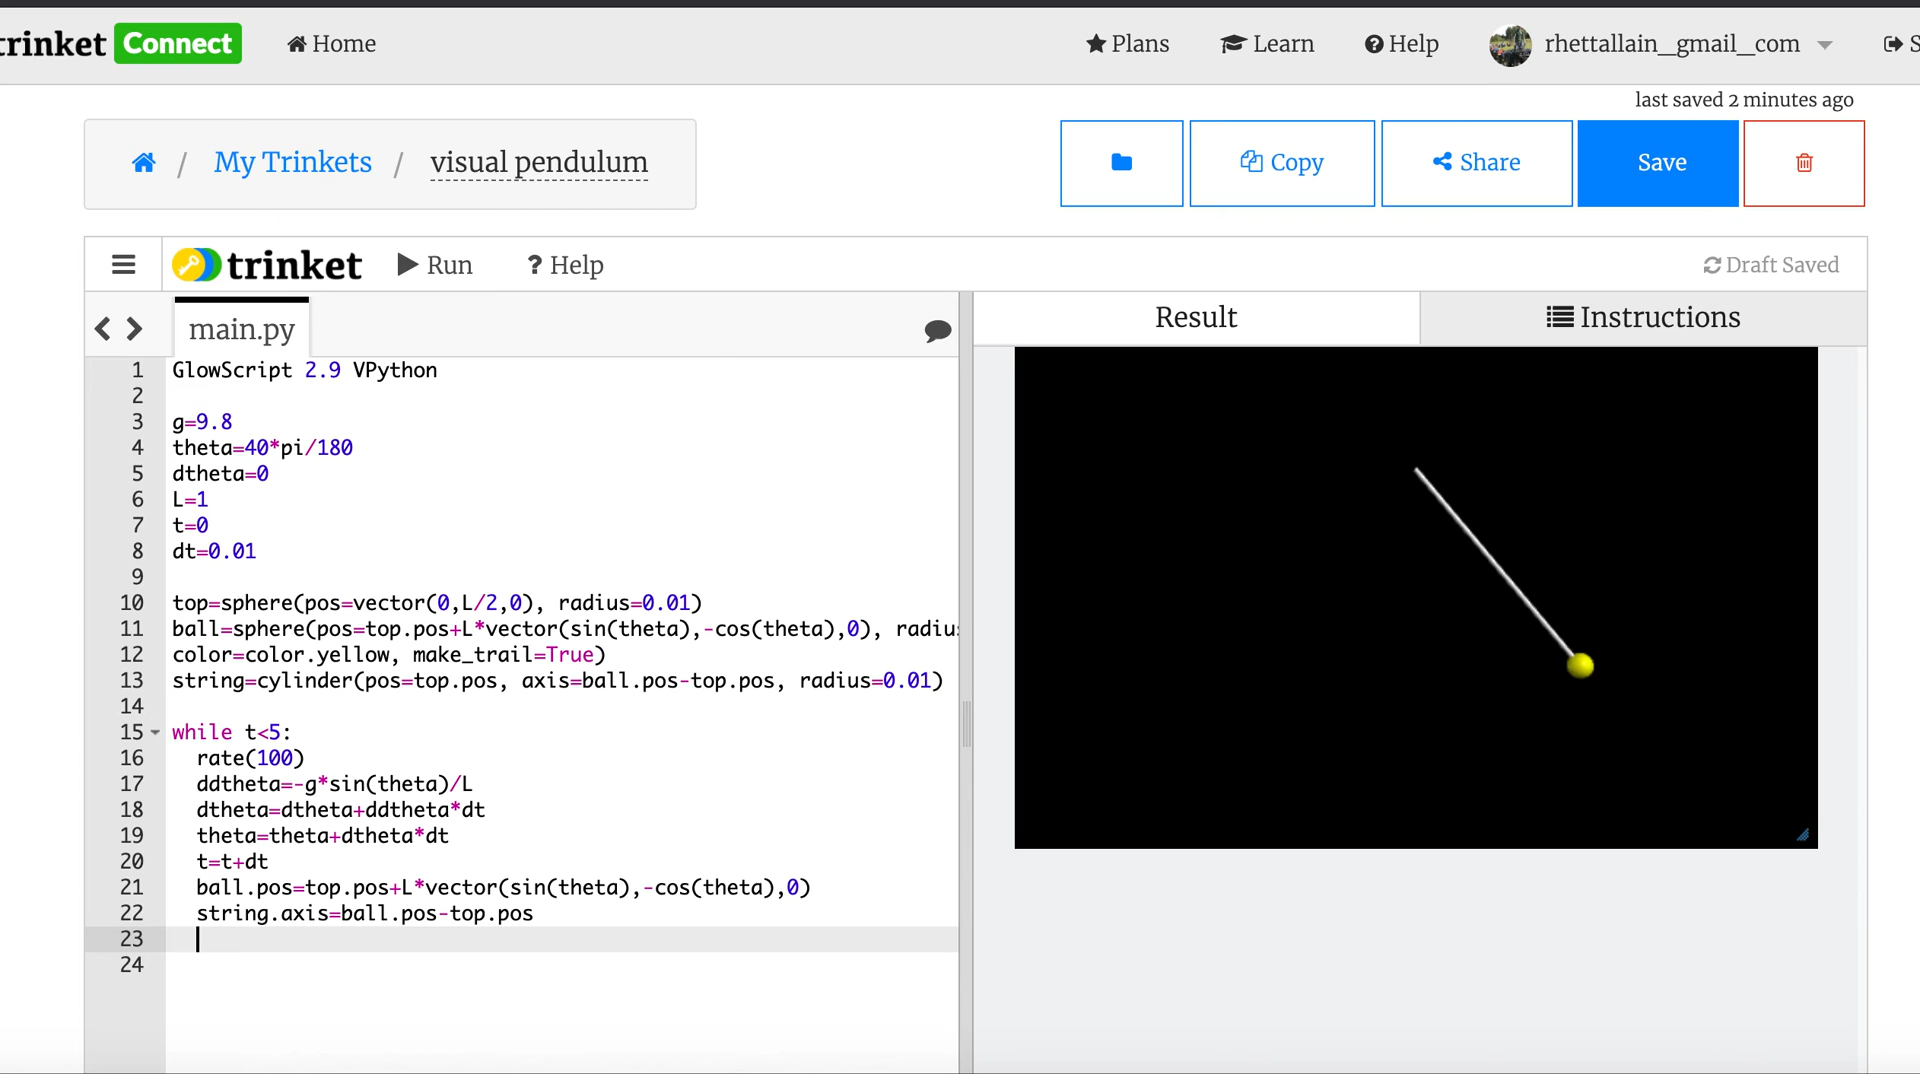 trinket Connect Home Plans Learn Help rhettallain_gmail_com
last saved 2 minutes ago
/ My Trinkets / visual pendulum Copy Share Save
trinket Run ? Help Draft Saved
main.py Result Instructions
1 GlowScript 2.9 VPython
2
3 g=9.8
4 theta=40*pi/180
5 dtheta=0
6 L=1
7 t=0
8 dt=0.01
9
10 top=sphere(pos=vector(0,L/2,0), radius=0.01)
11 ball=sphere(pos=top.pos+L*vector(sin(theta),-cos(theta),0), radiu
12 color=color.yellow, make_trail=True)
13 string=cylinder(pos=top.pos, axis=ball.pos-top.pos, radius=0.01)
14
15 while t<5:
16 rate(100)
17 ddtheta=-g*sin(theta)/L
18 dtheta=dtheta+ddtheta*dt
19 theta=theta+dtheta*dt
20 t=t+dt
21 ball.pos=top.pos+L*vector(sin(theta),-cos(theta),0)
22 string.axis=ball.pos-top.pos
23
24